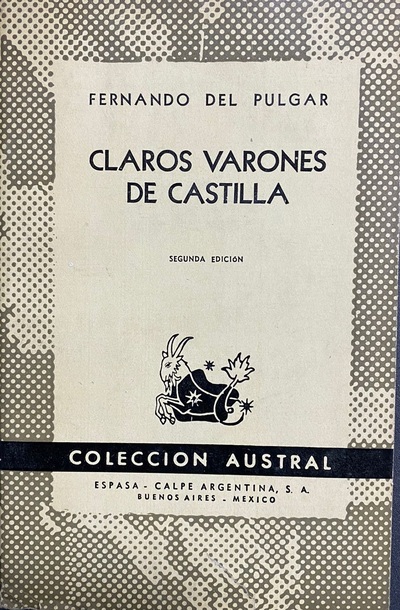 FERNANDO DEL PULGAR
CLAROS VARONES
DE CASTILLA
SEGUNDA EDICIÓN
COLECCION AUSTRAL
ESPASA - CALPE ARGENTINA, S. A.
BUENOS AIRES - MEXICO